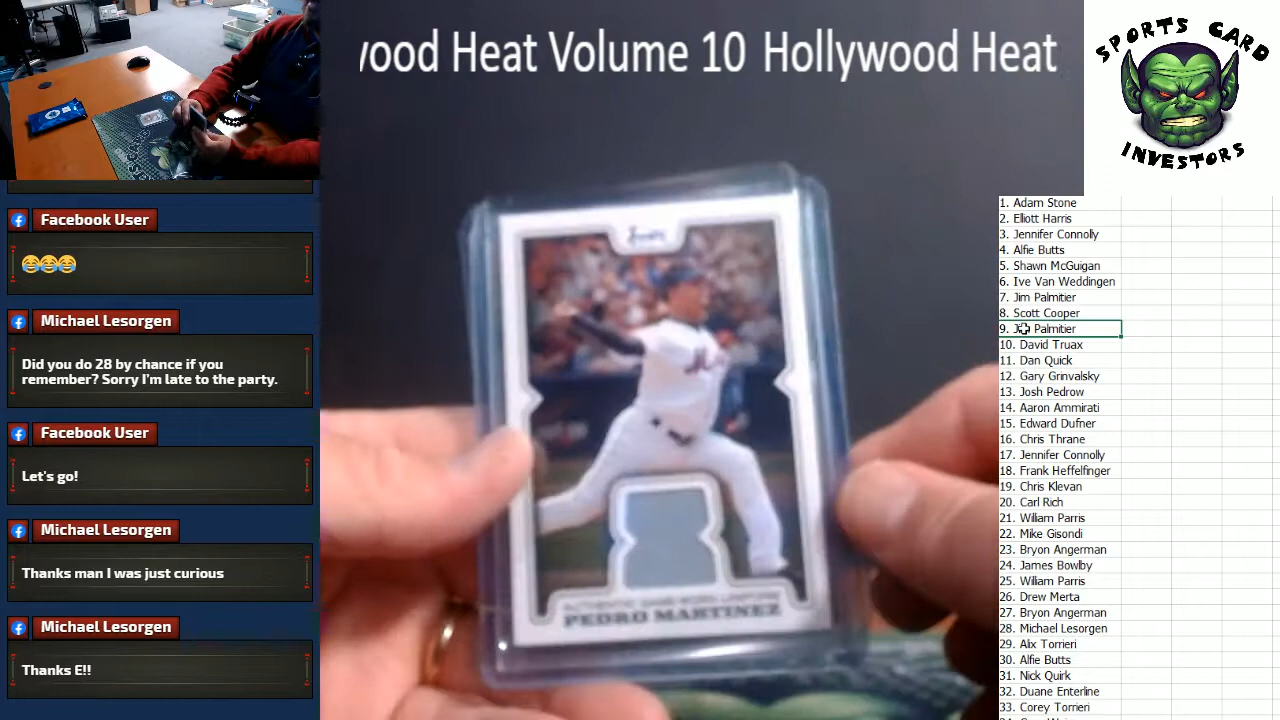 wood Heat Volume 10 Hollywood Heat
SPORTS CARD
INVESTORS
Facebook User
😂😂😂
Michael Lesorgen
Did you do 28 by chance if you
remember? Sorry I'm late to the party.
Facebook User
Let's go!
Michael Lesorgen
Thanks man I was just curious
Michael Lesorgen
Thanks E!!
Mets
PEDRO MARTINEZ
1. Adam Stone
2. Elliott Harris
3. Jennifer Connolly
4. Alfie Butts
5. Shawn McGuigan
6. Ive Van Weddingen
7. Jim Palmitier
8. Scott Cooper
9. Palmitier
10. David Truax
11. Dan Quick
12. Gary Grinvalsky
13. Josh Pedrow
14. Aaron Ammirati
15. Edward Dufner
16. Chris Thrane
17. Jennifer Connolly
18. Frank Heffelfinger
19. Chris Klevan
20. Carl Rich
21. William Parris
22. Mike Gisondi
23. Bryon Angerman
24. James Bowlby
25. Wiliam Parris
26. Drew Merta
27. Bryon Angerman
28. Michael Lesorgen
29. Alix Torrieri
30. Alfie Butts
31. Nick Quirk
32. Duane Enterline
33. Corey Torrieri